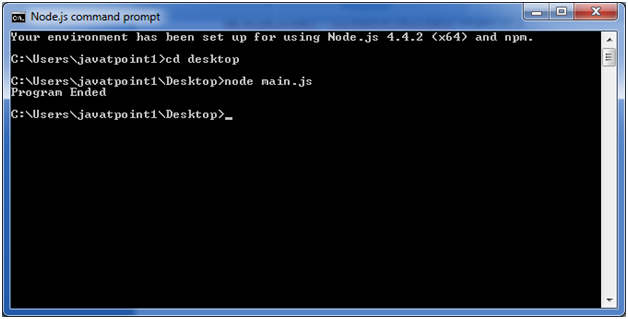 Node.js command prompt
Your environment has been set up for using Node.js 4.4.2 (x64) and npm.
C:\Users\javatpoint1>cd desktop
C:\Users\javatpoint1\Desktop>node main.js
Program Ended
C:\Users\javatpoint1\Desktop>_